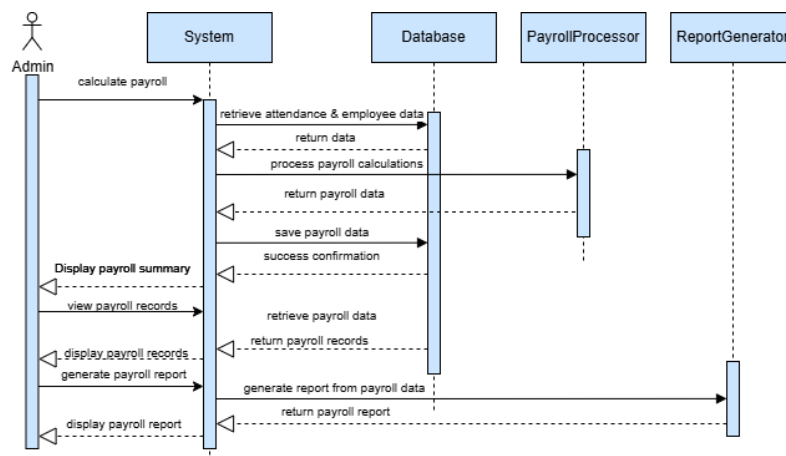 System
Database
PayrollProcessor
ReportGenerator
Admin
calculate payroll
retrieve attendance & employee data
return data
process payroll calculations
return payroll data
save payroll data
success confirmation
Display payroll summary
view payroll records
retrieve payroll data
return payroll records
display payroll records
generate payroll report
generate report from payroll data
return payroll report
display payroll report